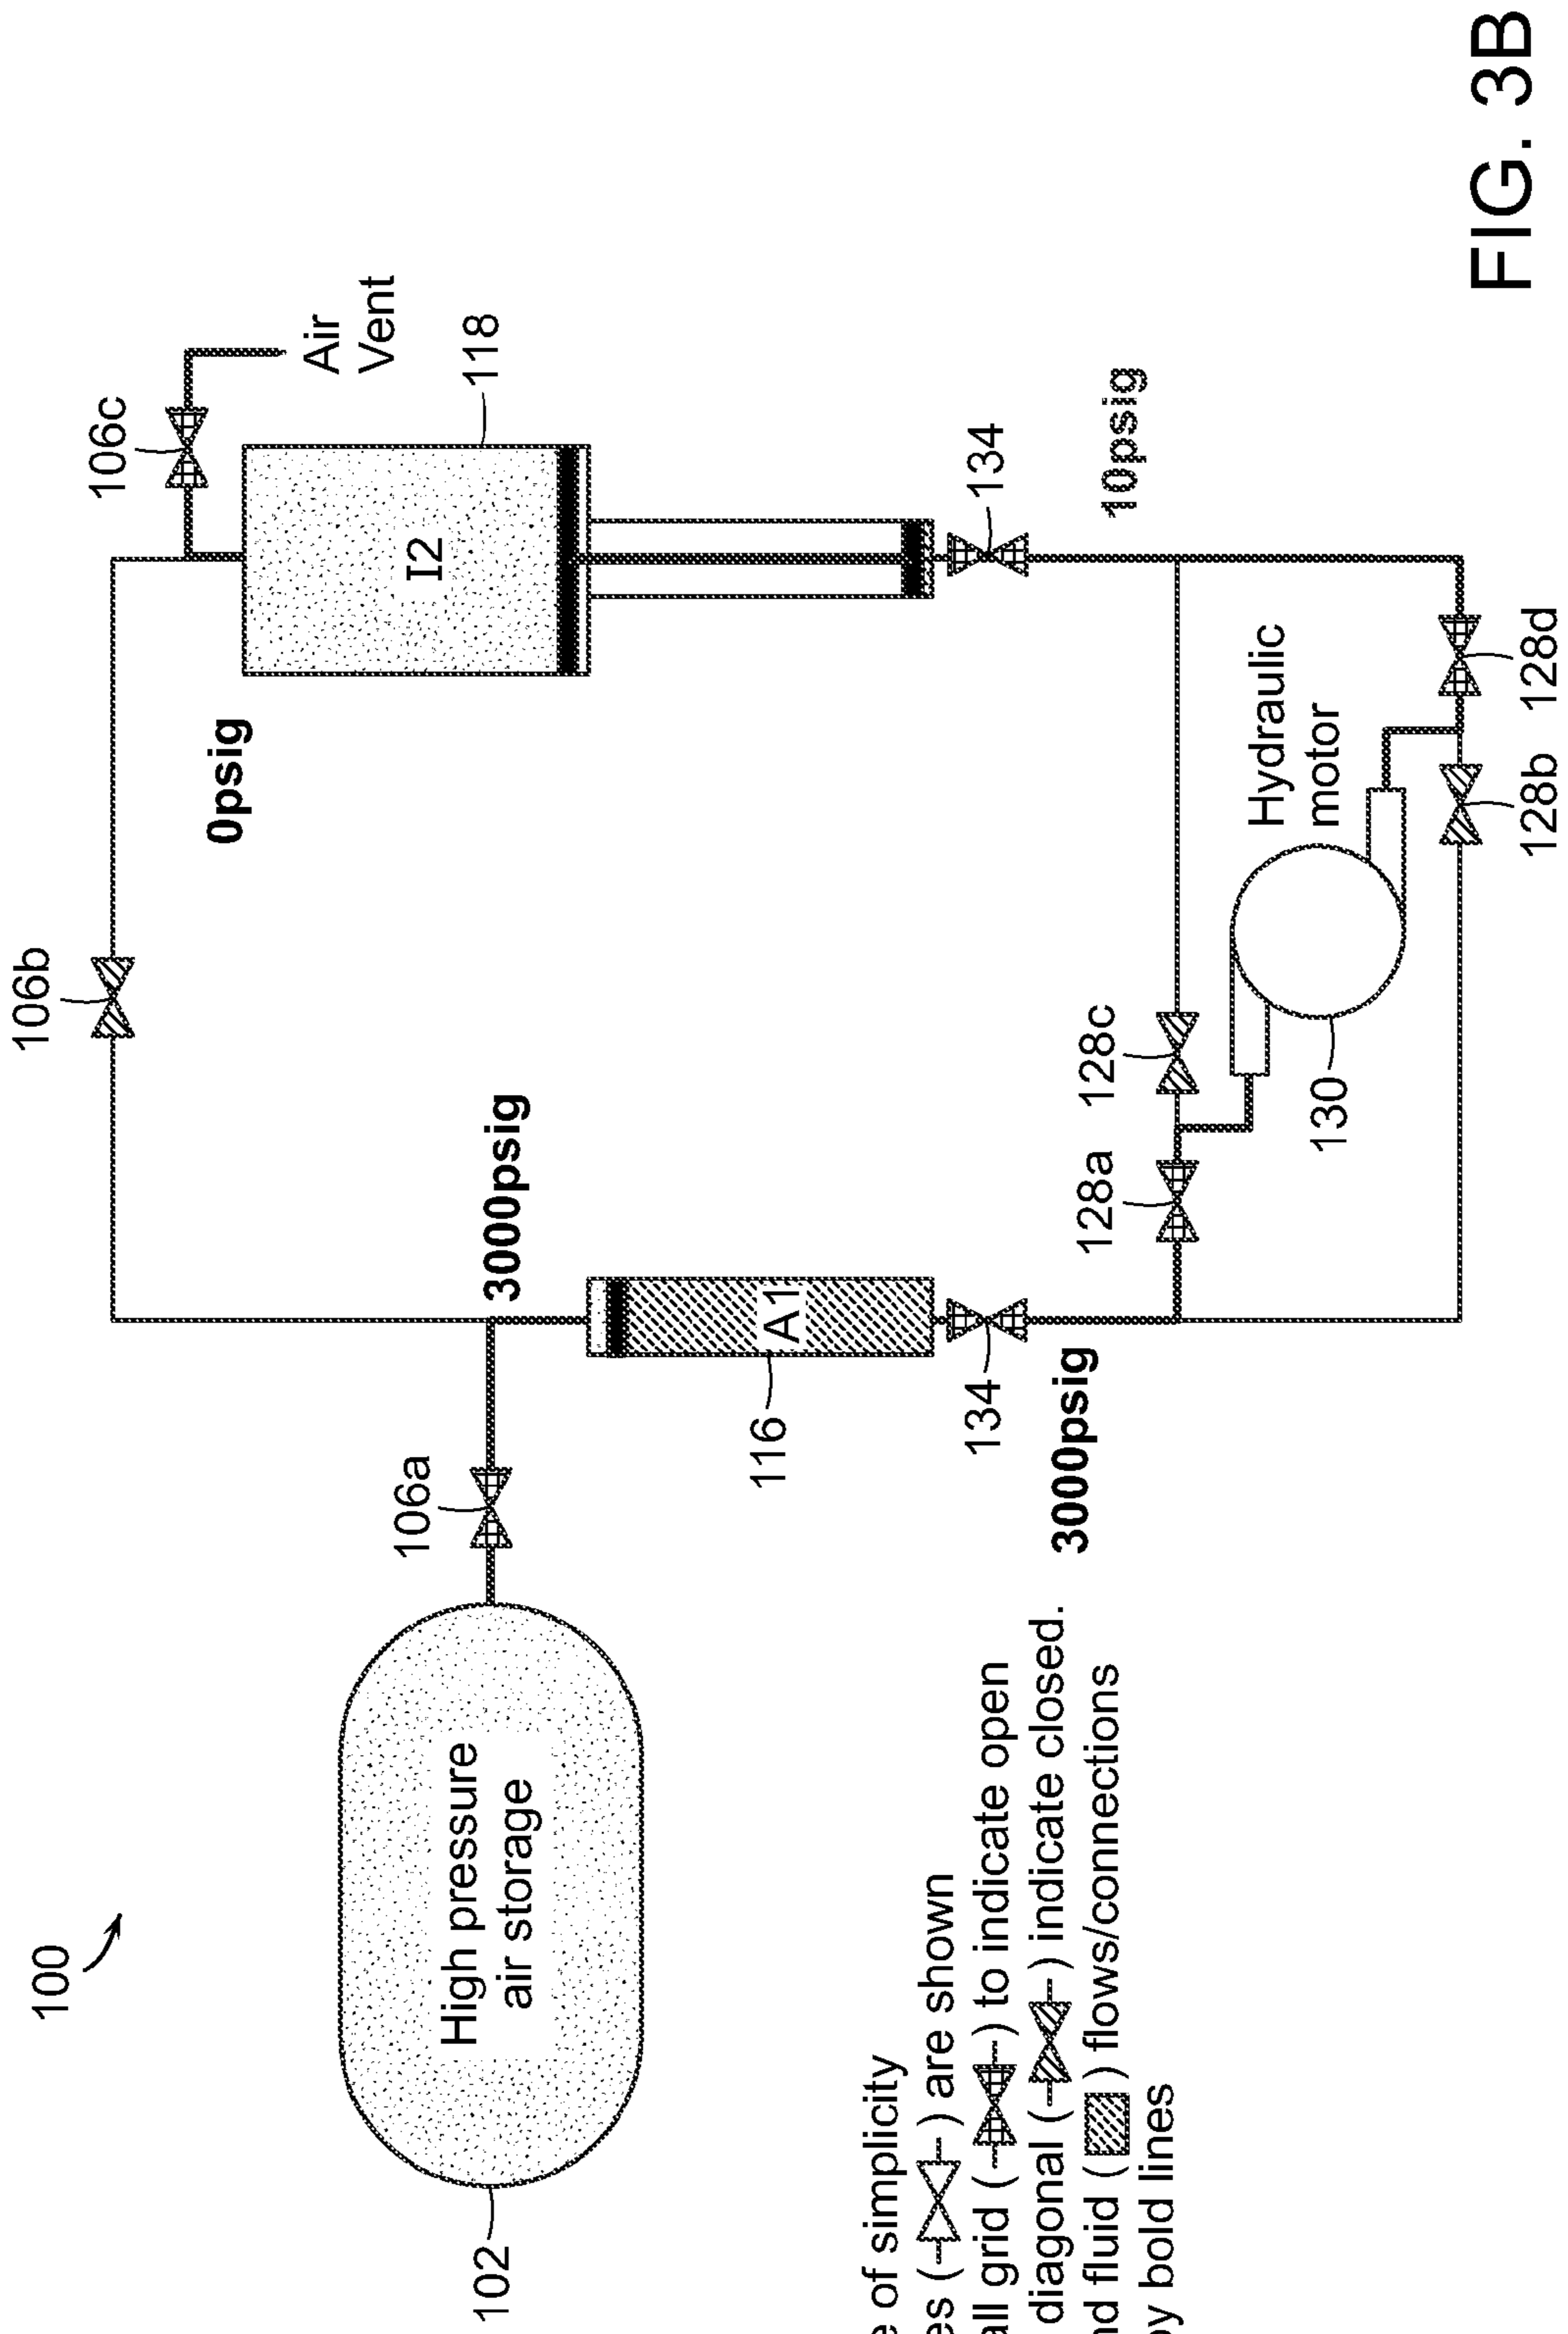 100
106b
106c
0psig
Air
Vent
106a
High pressure
air storage
102
I2
118
3000psig
116
A1
134
134
3000psig
10psig
e of simplicity
es ( ) are shown
all grid ( ) to indicate open
diagonal ( ) indicate closed.
nd fluid ( ) flows/connections
by bold lines
128a
128c
Hydraulic
motor
130
128b
128d
FIG. 3B